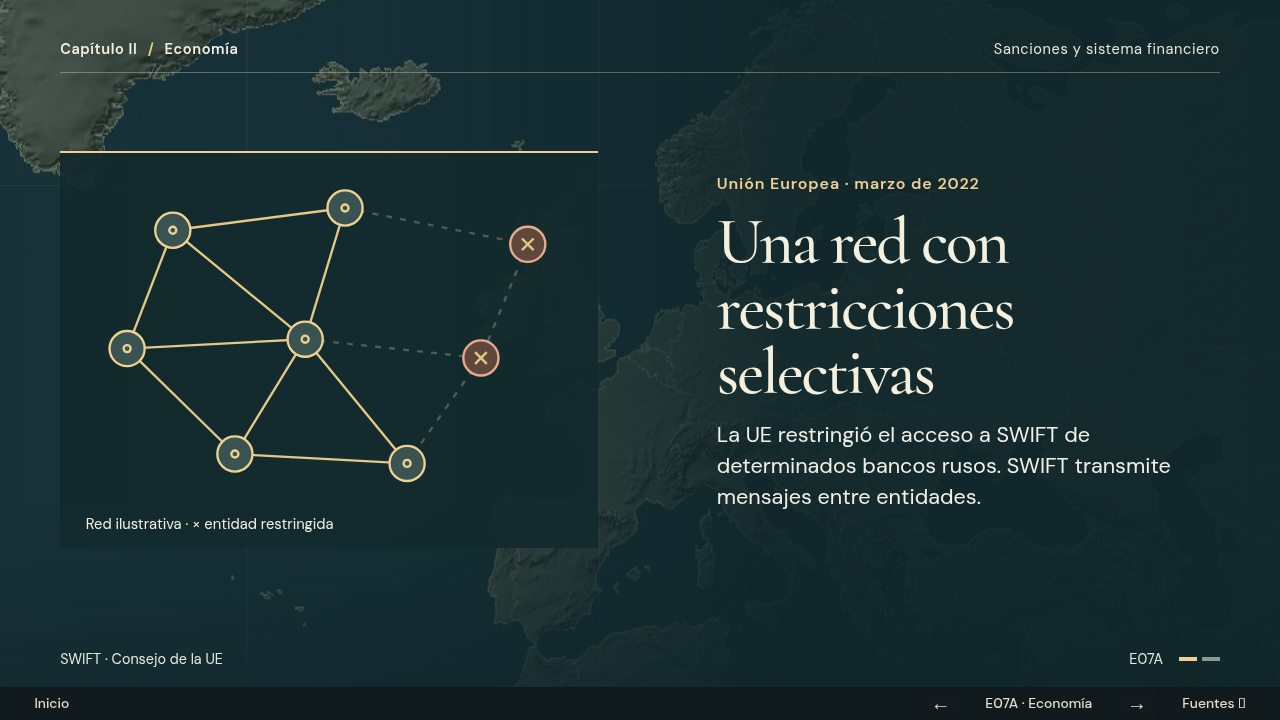 Capítulo II / Economía
Sanciones y sistema financiero
Unión Europea · marzo de 2022
Una red con
restricciones
selectivas
La UE restringió el acceso a SWIFT de
determinados bancos rusos. SWIFT transmite
mensajes entre entidades.
Red ilustrativa · × entidad restringida
SWIFT · Consejo de la UE
E07A
Inicio
← E07A · Economía →
Fuentes